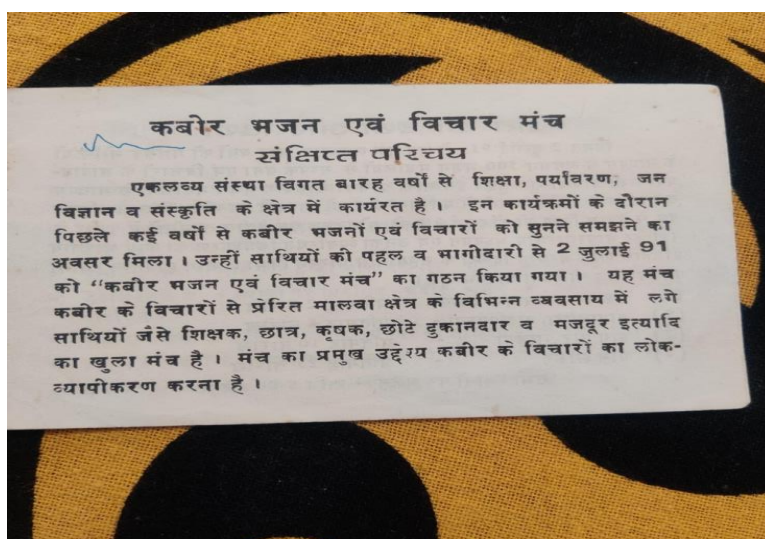 कबीर भजन एवं विचार मंच
संक्षिप्त परिचय
एकलव्य संस्था विगत बारह वर्षों से शिक्षा, पर्यावरण, जन
विज्ञान व संस्कृति के क्षेत्र में कार्यरत है । इन कार्यक्रमों के दौरान
पिछले कई वर्षों से कबीर भजनों एवं विचारों को सुनने समझने का
अवसर मिला । उन्हीं साथियों की पहल व भागीदारी से 2 जुलाई 91
को "कबीर भजन एवं विचार मंच" का गठन किया गया । यह मंच
कबीर के विचारों से प्रेरित मालवा क्षेत्र के विभिन्न व्यवसाय में लगे
साथियों जैसे शिक्षक, छात्र, कृषक, छोटे दुकानदार व मजदूर इत्यादि
का खुला मंच है । मंच का प्रमुख उद्देश्य कबीर के विचारों का लोक-
व्यापीकरण करना है ।